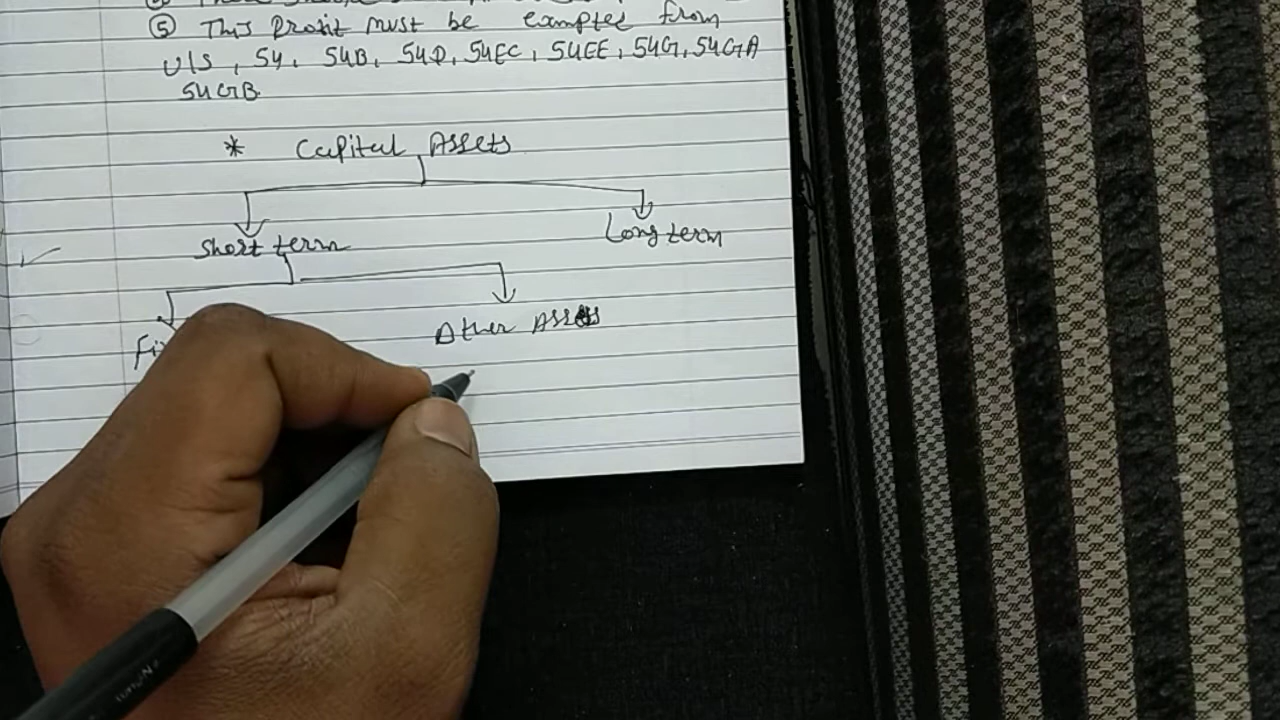 ⑤ This Profit must be exampted from
U/S, 54, 54B, 54D, 54EC, 54EE, 54G, 54GA
54GB
* Capital Assets
Short term
Long term
Other Assets